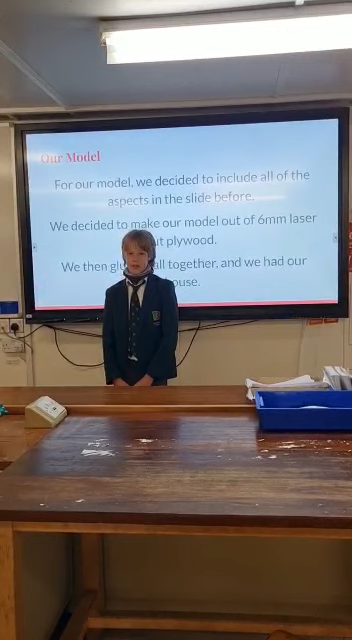 Our Model
For our model, we decided to include all of the
aspects in the slide before.
We decided to make our model out of 6mm laser
plywood.
We then all together, and we had our